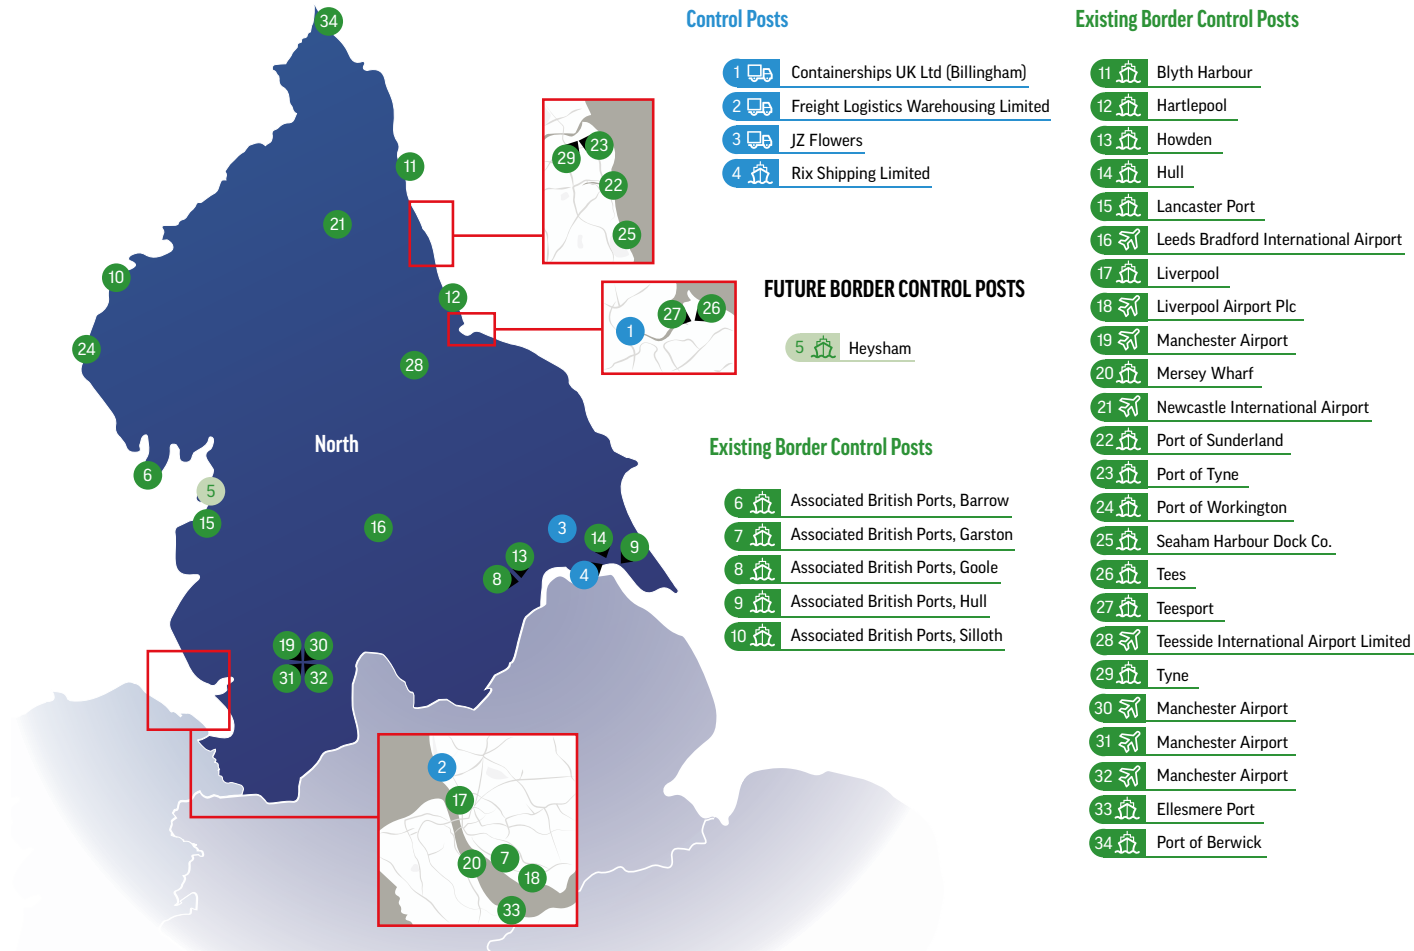 34
11
21
10
12
24
28
North
6
5
15
16
3
14
9
13
8
4
19
30
31
32
23
29
22
25
27
26
1
2
17
7
20
18
33
Control Posts
1 Containerships UK Ltd (Billingham)
2 Freight Logistics Warehousing Limited
3 JZ Flowers
4 Rix Shipping Limited
FUTURE BORDER CONTROL POSTS
5 Heysham
Existing Border Control Posts
6 Associated British Ports, Barrow
7 Associated British Ports, Garston
8 Associated British Ports, Goole
9 Associated British Ports, Hull
10 Associated British Ports, Silloth
Existing Border Control Posts
11 Blyth Harbour
12 Hartlepool
13 Howden
14 Hull
15 Lancaster Port
16 Leeds Bradford International Airport
17 Liverpool
18 Liverpool Airport Plc
19 Manchester Airport
20 Mersey Wharf
21 Newcastle International Airport
22 Port of Sunderland
23 Port of Tyne
24 Port of Workington
25 Seaham Harbour Dock Co.
26 Tees
27 Teesport
28 Teesside International Airport Limited
29 Tyne
30 Manchester Airport
31 Manchester Airport
32 Manchester Airport
33 Ellesmere Port
34 Port of Berwick